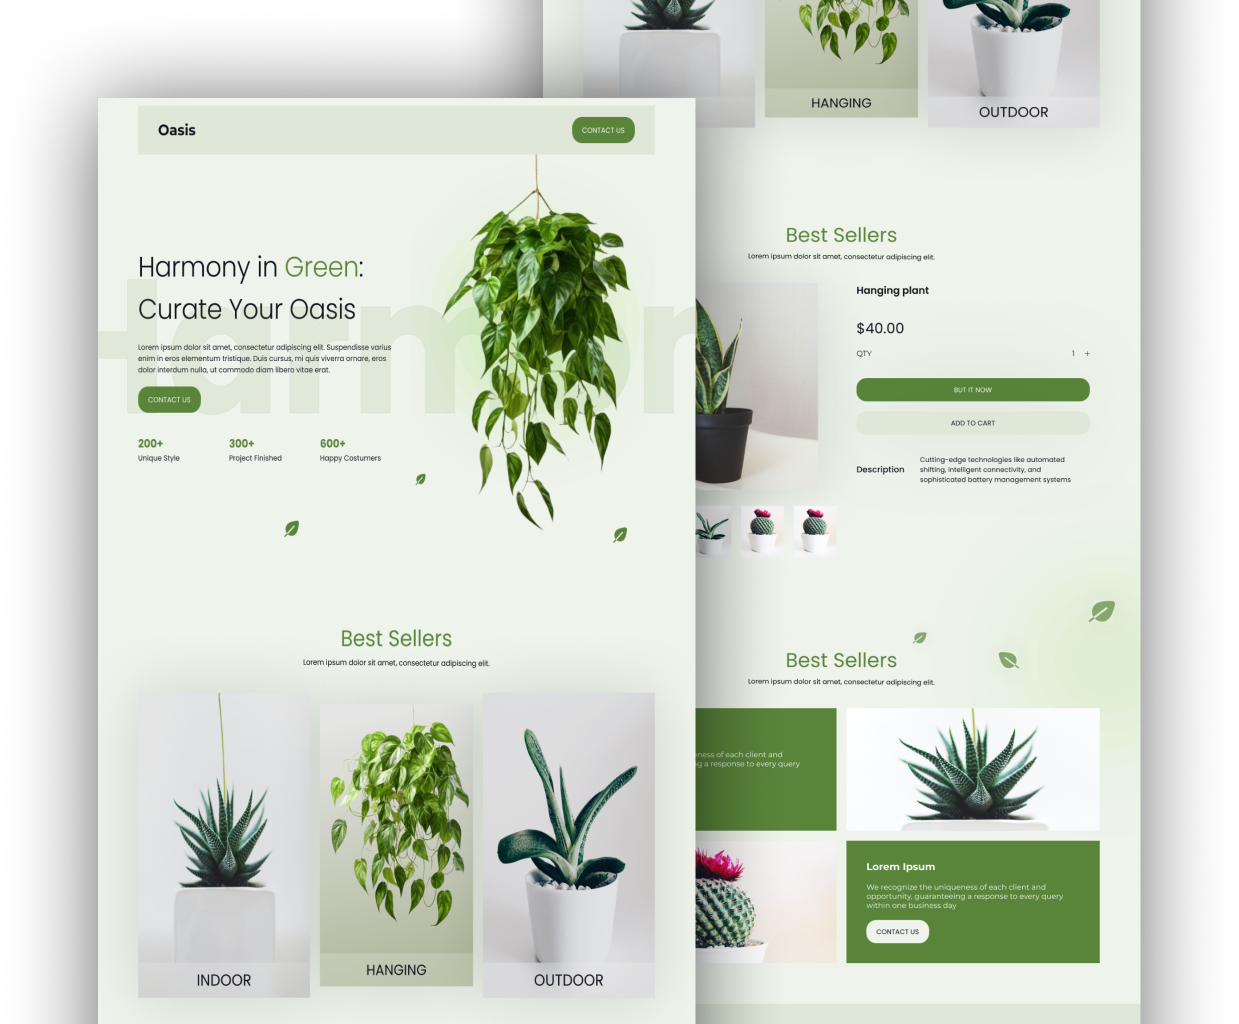 Oasis
CONTACT US
Harmony in Green:
Curate Your Oasis
Harmon
Lorem ipsum dolor sit amet, consectetur adipiscing elit. Suspendisse varius
enim in eros elementum tristique. Duis cursus, mi quis viverra ornare, eros
dolor interdum nulla, ut commodo diam libero vitae erat.
CONTACT US
200+ 300+ 600+
Unique Style Project Finished Happy Costumers
Best Sellers
Lorem ipsum dolor sit amet, consectetur adipiscing elit.
INDOOR
HANGING
OUTDOOR
HANGING
OUTDOOR
Best Sellers
Lorem ipsum dolor sit amet, consectetur adipiscing elit.
Hanging plant
$40.00
QTY 1 +
BUT IT NOW
ADD TO CART
Description
Cutting-edge technologies like automated
shifting, intelligent connectivity, and
sophisticated battery management systems
Best Sellers
Lorem ipsum dolor sit amet, consectetur adipiscing elit.
of each client and
a response to every query
Lorem Ipsum
We recognize the uniqueness of each client and
opportunity, guaranteeing a response to every query
within one business day
CONTACT US